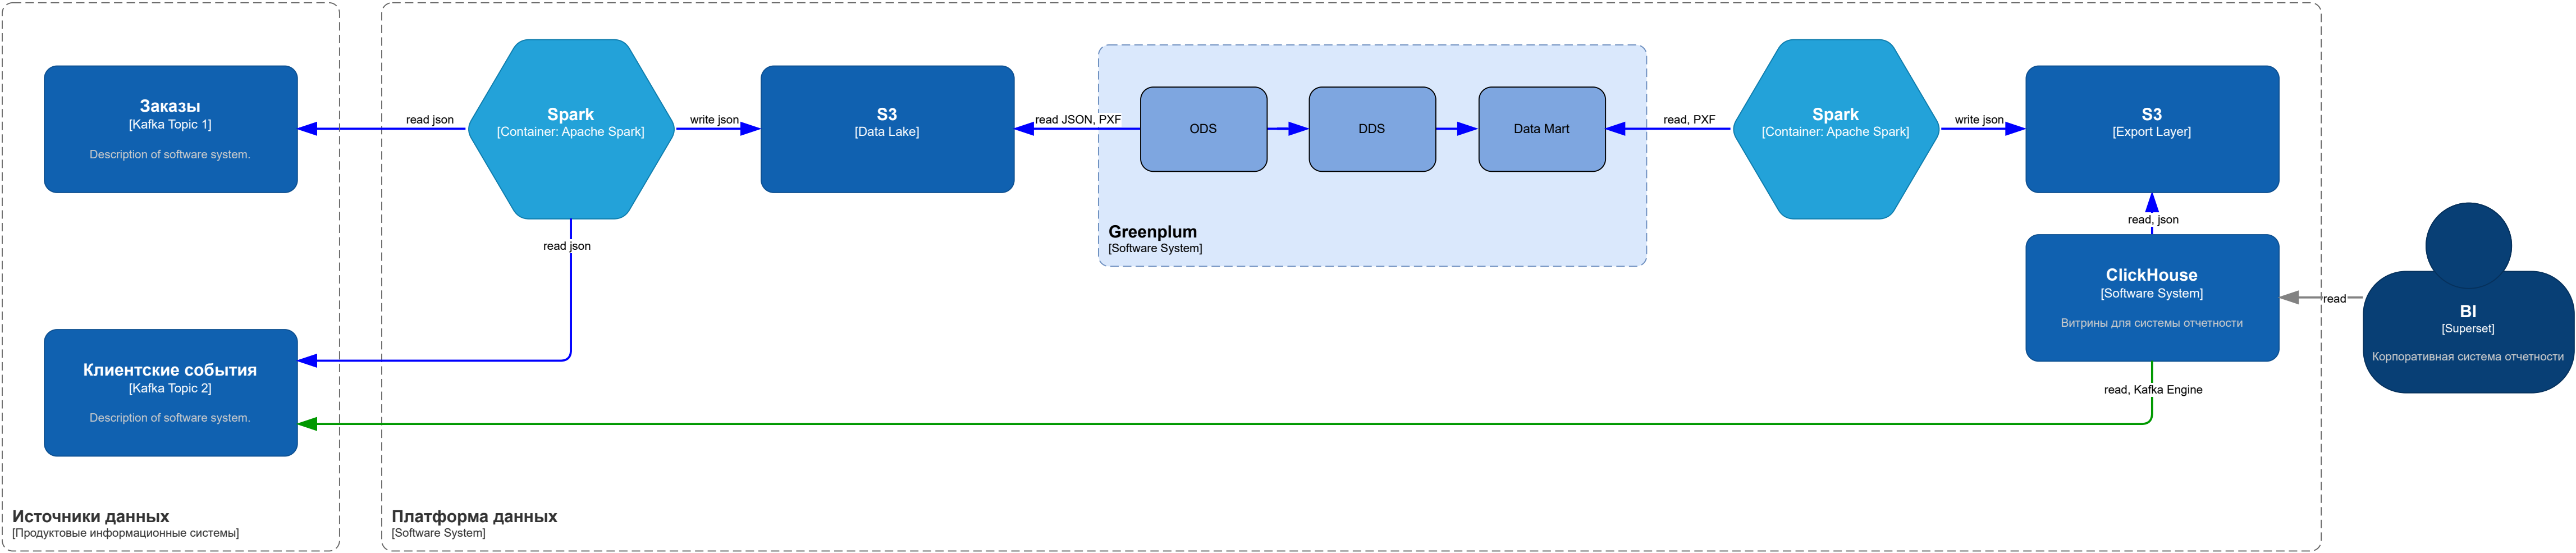 Заказы
[Kafka Topic 1]
Description of software system.
read json
Spark
[Container: Apache Spark]
write json
S3
[Data Lake]
read JSON, PXF
ODS
DDS
Data Mart
Greenplum
[Software System]
read, PXF
Spark
[Container: Apache Spark]
write json
S3
[Export Layer]
read json
read, json
ClickHouse
[Software System]
Витрины для системы отчетности
read
BI
[Superset]
Корпоративная система отчетности
Клиентские события
[Kafka Topic 2]
Description of software system.
read, Kafka Engine
Источники данных
[Продуктовые информационные системы]
Платформа данных
[Software System]